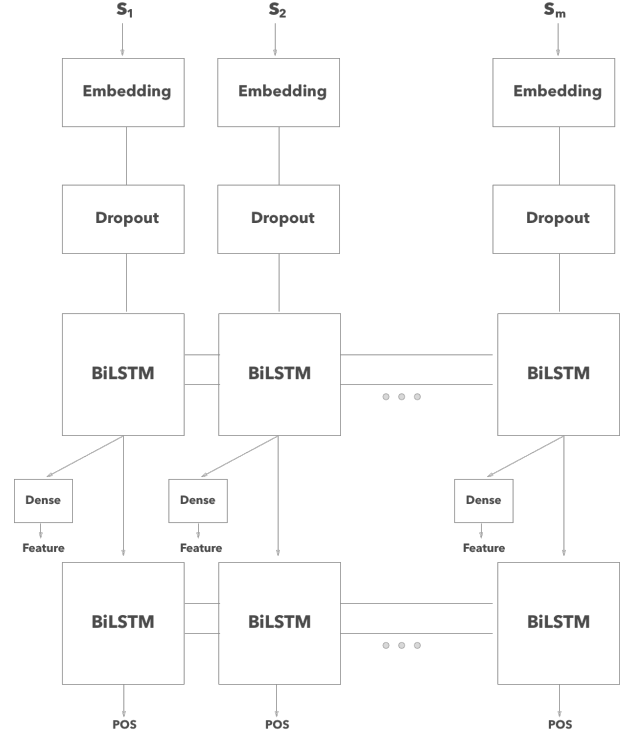 S1 S2 Sm
Embedding Embedding Embedding
Dropout Dropout Dropout
BiLSTM BiLSTM BiLSTM
Dense Dense Dense
Feature Feature Feature
BiLSTM BiLSTM BiLSTM
POS POS POS